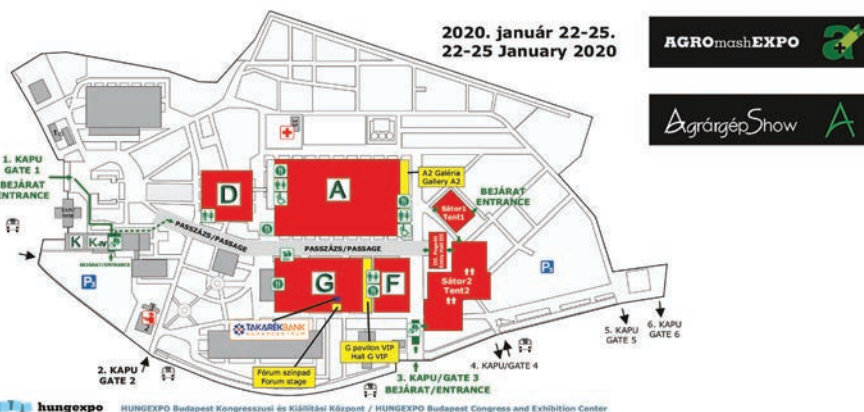 2020. január 22-25.
22-25 January 2020
AGROmashEXPO
AgrárgépShow
1. KAPU
GATE 1
BEJÁRAT
ENTRANCE
D
A
A2 Galéria
Gallery A2
BEJÁRAT
ENTRANCE
Sátor1
Tent1
K
PASSZÁZS/PASSAGE
PASSZÁZS/PASSAGE
BEJÁRAT/ENTRANCE
G
F
Sátor2
Tent2
TAKARÉKBANK
AGRÁRCENTRUM
Fórum színpad
Forum stage
G pavilon VIP
Hall G VIP
2. KAPU
GATE 2
3. KAPU/GATE 3
BEJÁRAT/ENTRANCE
4. KAPU/GATE 4
5. KAPU
GATE 5
6. KAPU
GATE 6
hungexpo
HUNGEXPO Budapest Kongresszusi és Kiállítási Központ / HUNGEXPO Budapest Congress and Exhibition Center